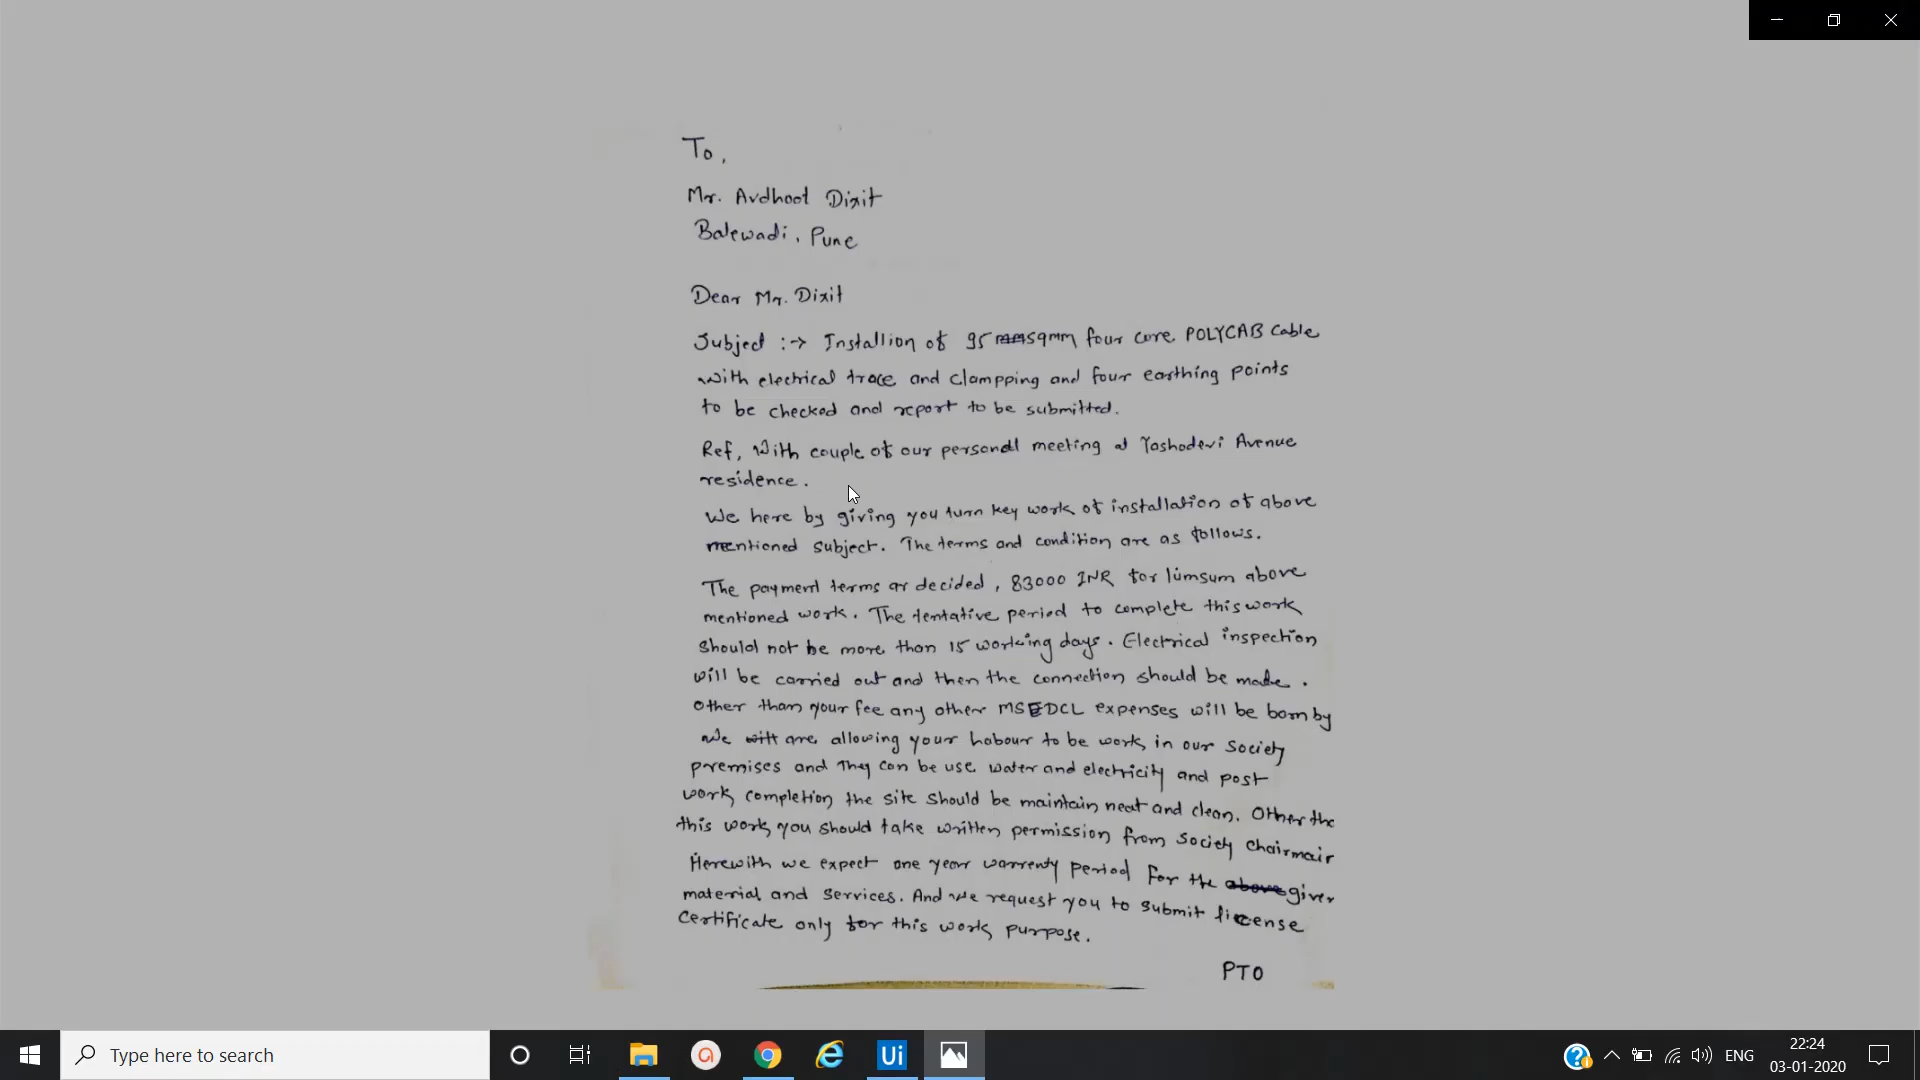 To,
Mr. Avdhoot Dixit
Balewadi, Pune
Dear Mr. Dixit
Subject :→ Installion of 95 sqmm four core POLYCAB Cable
with electrical trace and clampping and four earthing points
to be checked and report to be submitted.
Ref, With couple of our personal meeting at Yashodevi Avenue
residence.
We here by giving you turn key work of installation of above
mentioned subject. The terms and condition are as follows.
The payment terms as decided, 83000 INR for lumsum above
mentioned work. The tentative period to complete this work
should not be more than 15 working days. Electrical inspection
will be carried out and then the connection should be made.
Other than your fee any other MSEDCL expenses will be born by
We are allowing your labour to be work in our society
premises and they can be use water and electricity and post
work completion the site should be maintain neat and clean. Other tha
this work you should take written permission from society chairmair
Herewith we expect one year warrenty period for the given
material and services. And we request you to submit license
certificate only for this work purpose.
PTO
Type here to search
Ui
ENG
22:24
03-01-2020